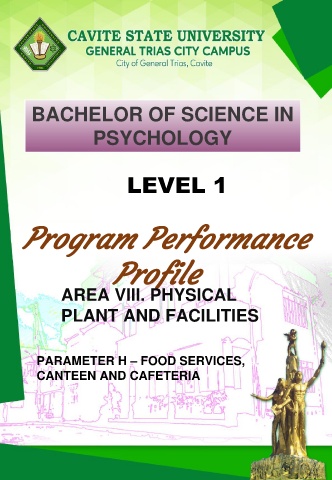 CAVITE STATE UNIVERSITY
GENERAL TRIAS CITY CAMPUS
City of General Trias, Cavite
BACHELOR OF SCIENCE IN
PSYCHOLOGY
LEVEL 1
Program Performance
Profile
AREA VIII. PHYSICAL
PLANT AND FACILITIES
PARAMETER H – FOOD SERVICES,
CANTEEN AND CAFETERIA